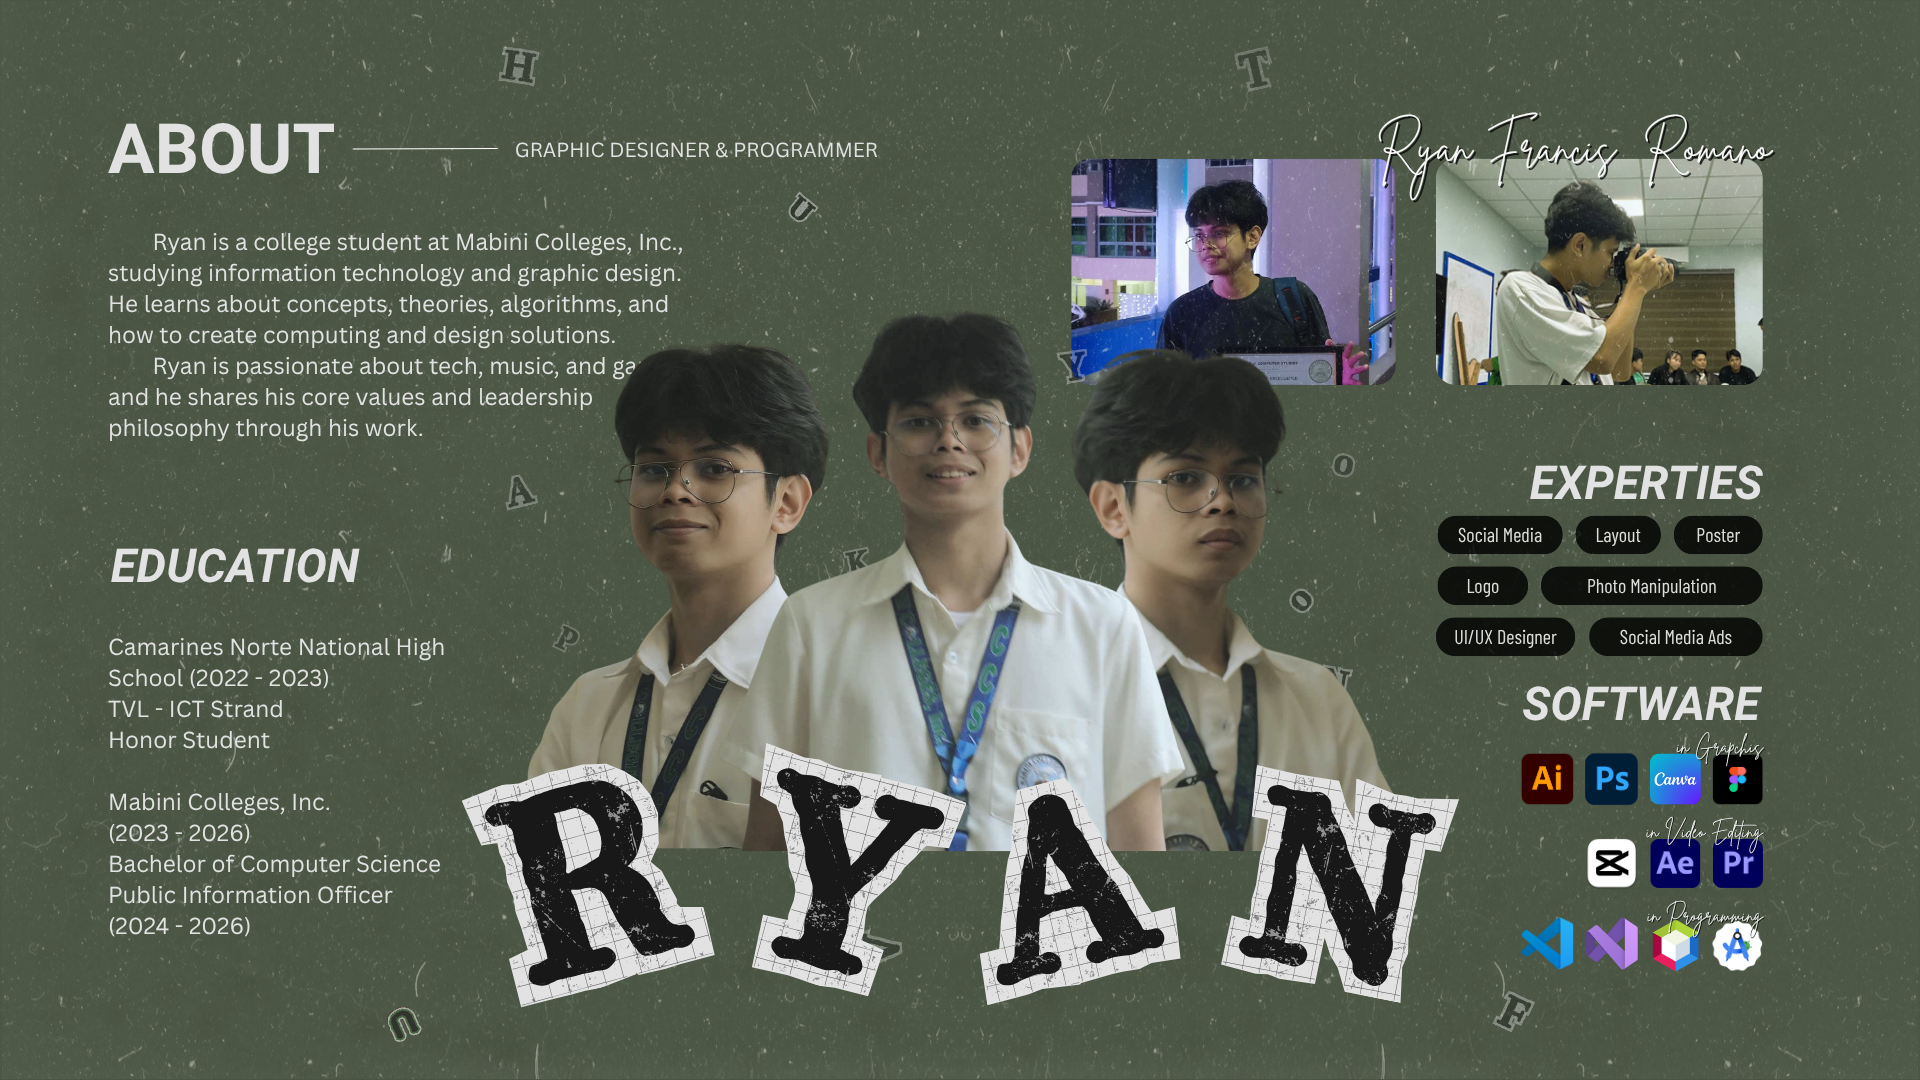 H
T
ABOUT
GRAPHIC DESIGNER & PROGRAMMER
Ryan Francis Romano
U
Ryan is a college student at Mabini Colleges, Inc.,
studying information technology and graphic design.
He learns about concepts, theories, algorithms, and
how to create computing and design solutions.
Ryan is passionate about tech, music, and
and he shares his core values and leadership
philosophy through his work.
Y
A
O
K
O
P
N
EDUCATION
Camarines Norte National High
School (2022 - 2023)
TVL - ICT Strand
Honor Student
Mabini Colleges, Inc.
(2023 - 2026)
Bachelor of Computer Science
Public Information Officer
(2024 - 2026)
CCS
EXPERTIES
Social Media
Layout
Poster
Logo
Photo Manipulation
UI/UX Designer
Social Media Ads
SOFTWARE
in Graphis
Ai
Ps
Canva
in Video Editing
Ae
Pr
in Programming
RYAN
U
F